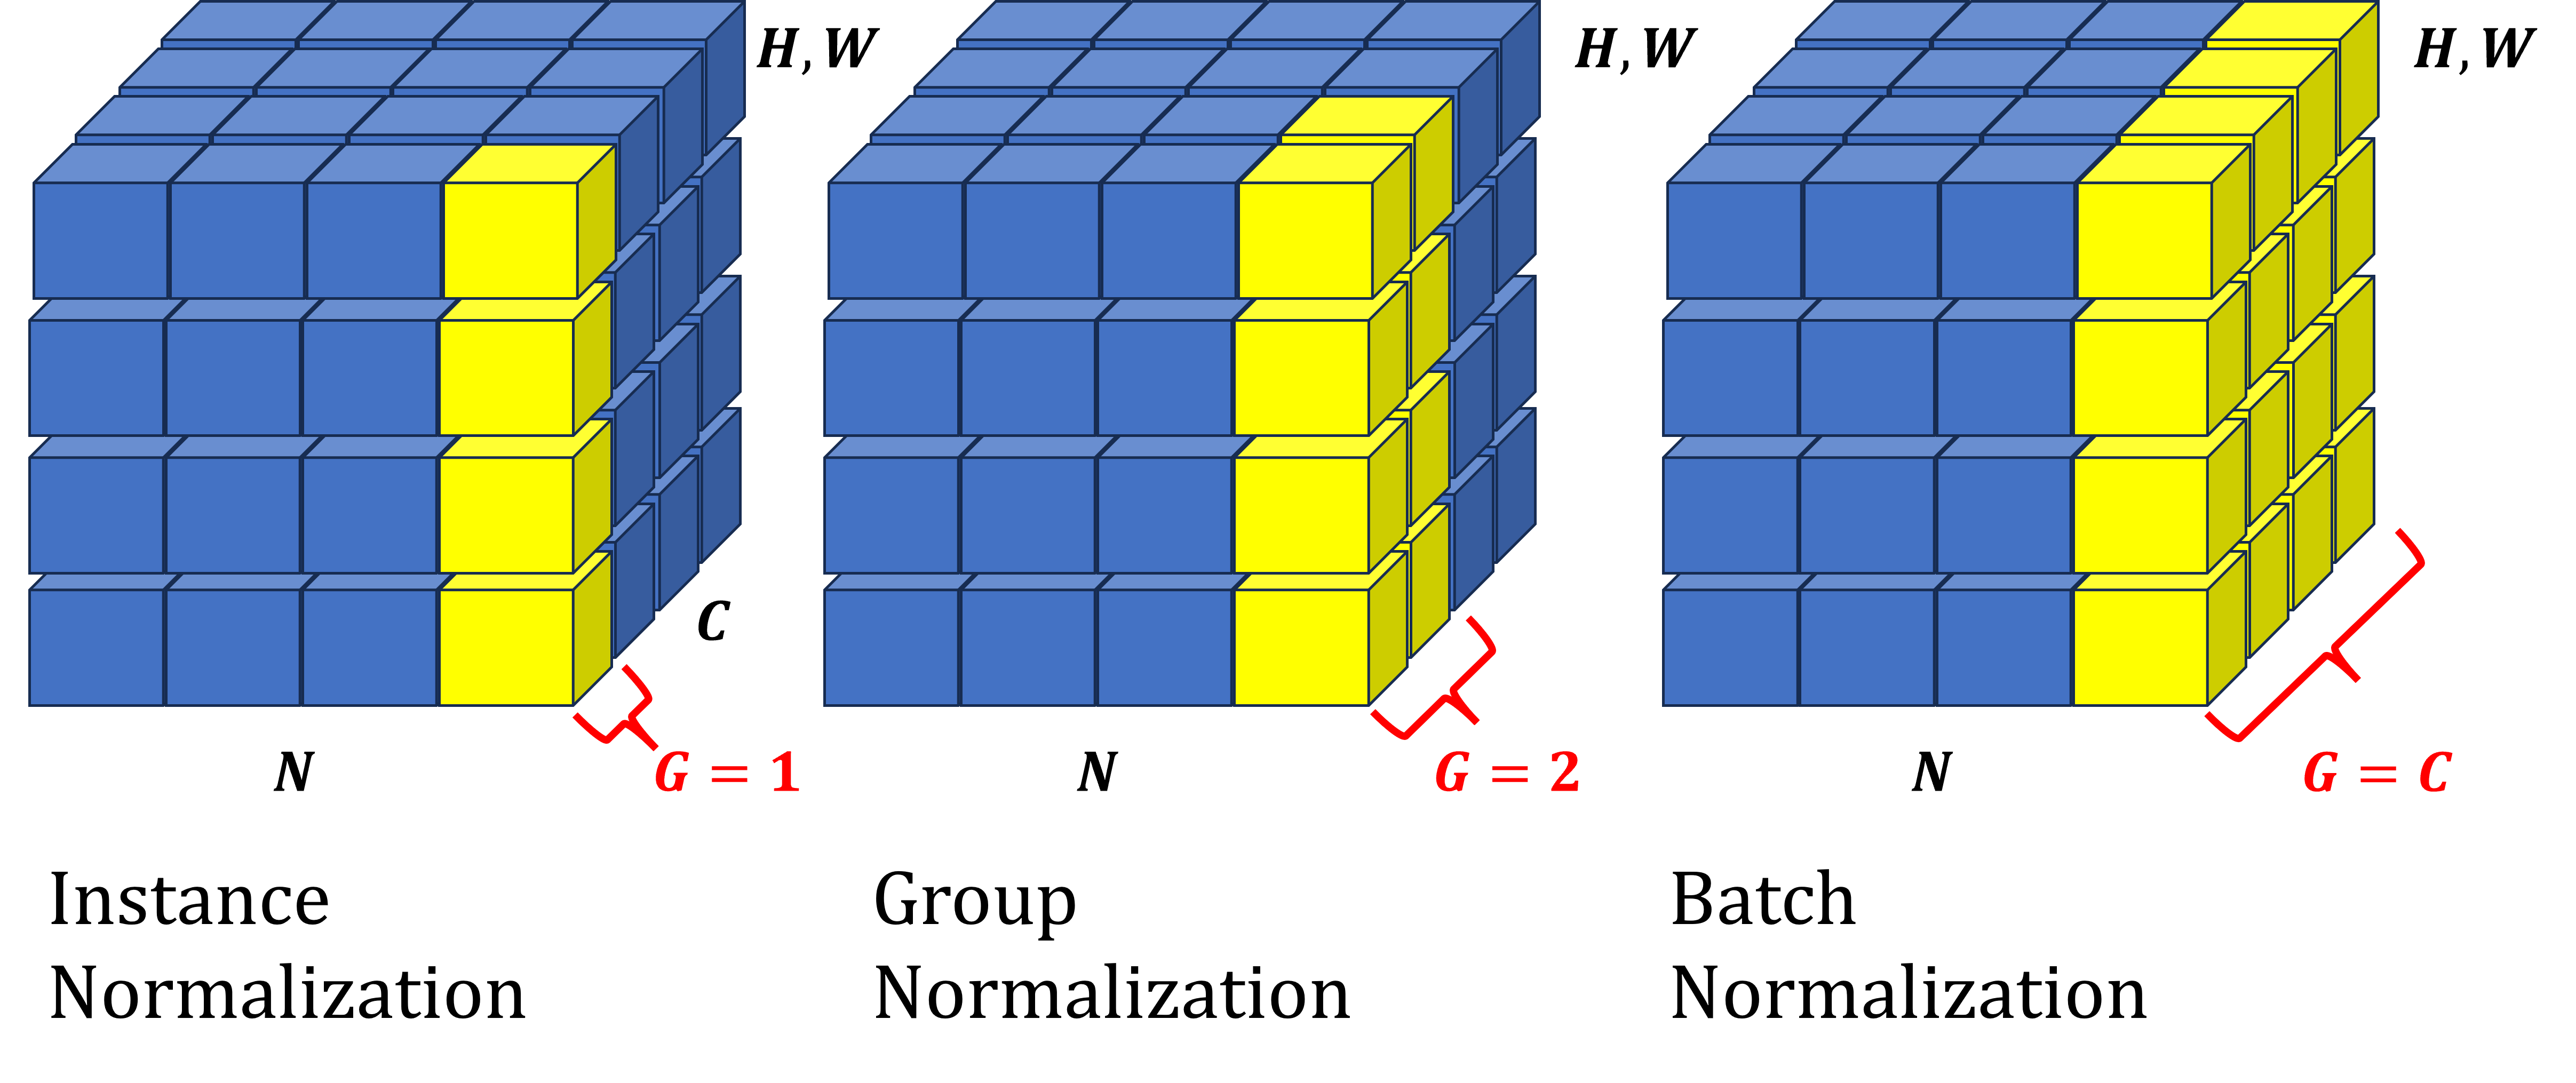 H, W
H, W
H, W
C
N
G = 1
N
G = 2
N
G = C
Instance
Normalization
Group
Normalization
Batch
Normalization